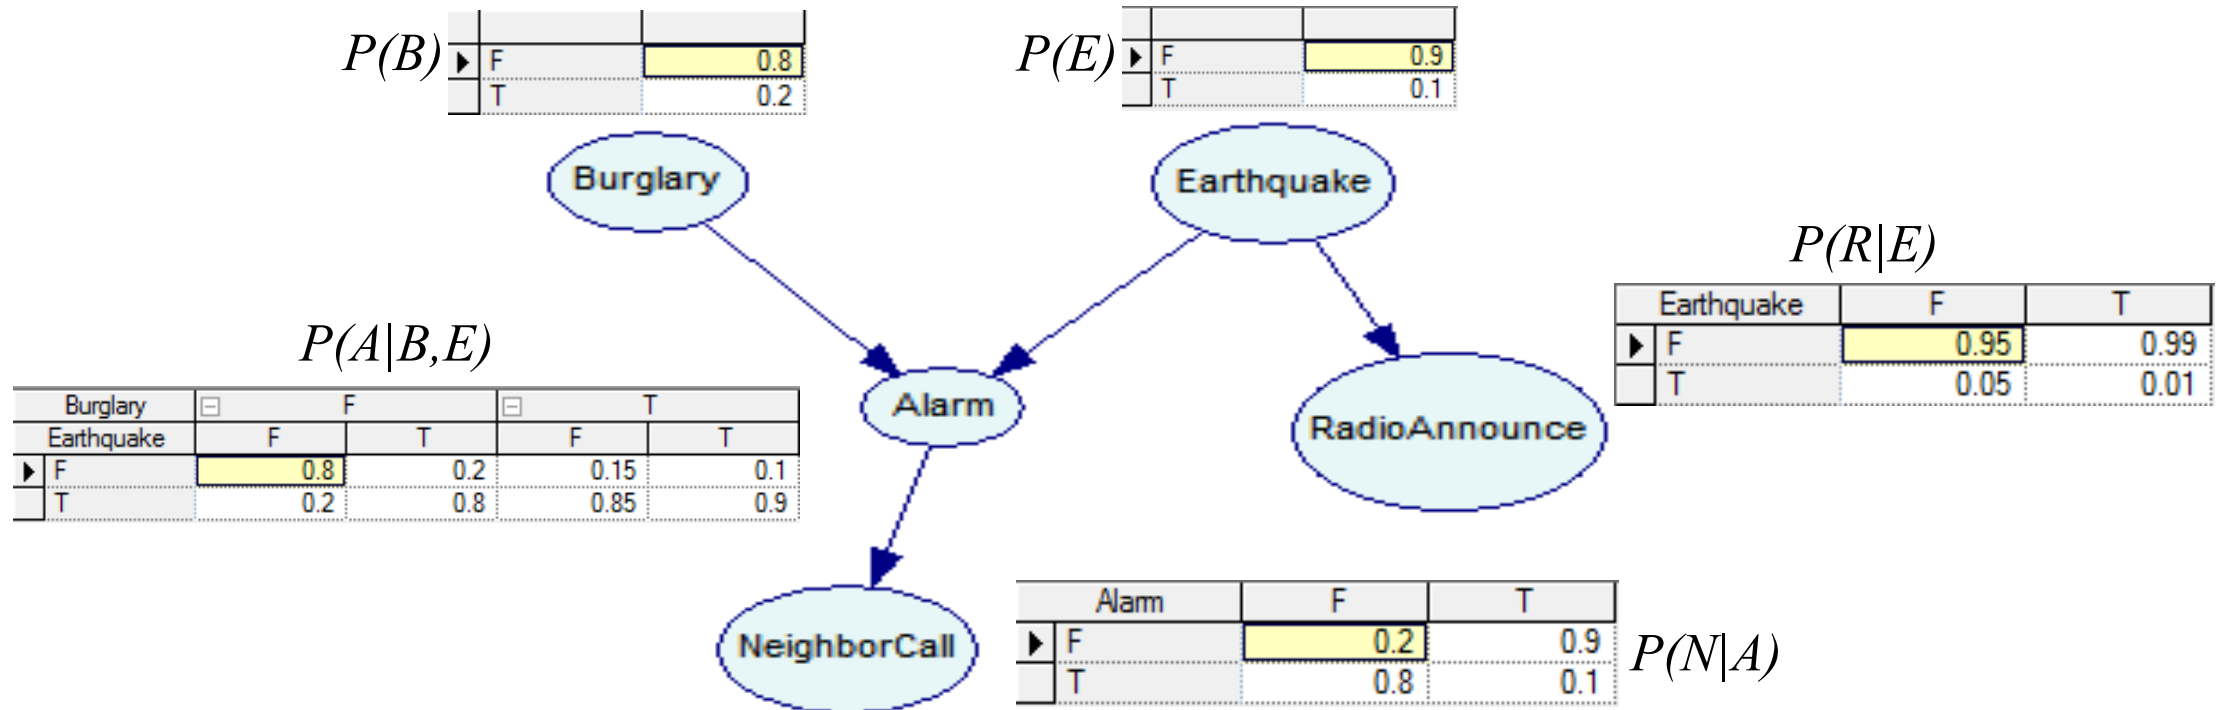 P(B)
F 0.8
T 0.2
P(E)
F 0.9
T 0.1
Burglary
Earthquake
P(R|E)
Earthquake F T
F 0.95 0.99
T 0.05 0.01
P(A|B,E)
Burglary F T
Earthquake F T F T
F 0.8 0.2 0.15 0.1
T 0.2 0.8 0.85 0.9
Alarm
RadioAnnounce
NeighborCall
Alarm F T
F 0.2 0.9
T 0.8 0.1
P(N|A)